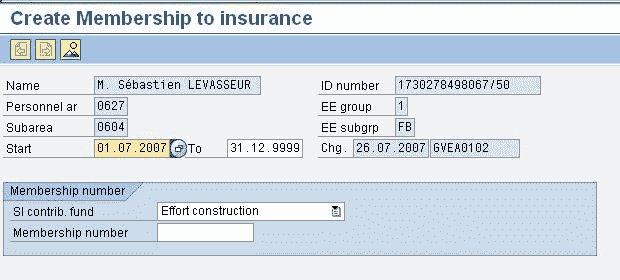 Create Membership to insurance
Name M. Sébastien LEVASSEUR ID number 1730278498067/50
Personnel ar 0627 EE group 1
Subarea 0604 EE subgrp FB
Start 01.07.2007 To 31.12.9999 Chg. 26.07.2007 GVEA0102
Membership number
SI contrib. fund Effort construction
Membership number